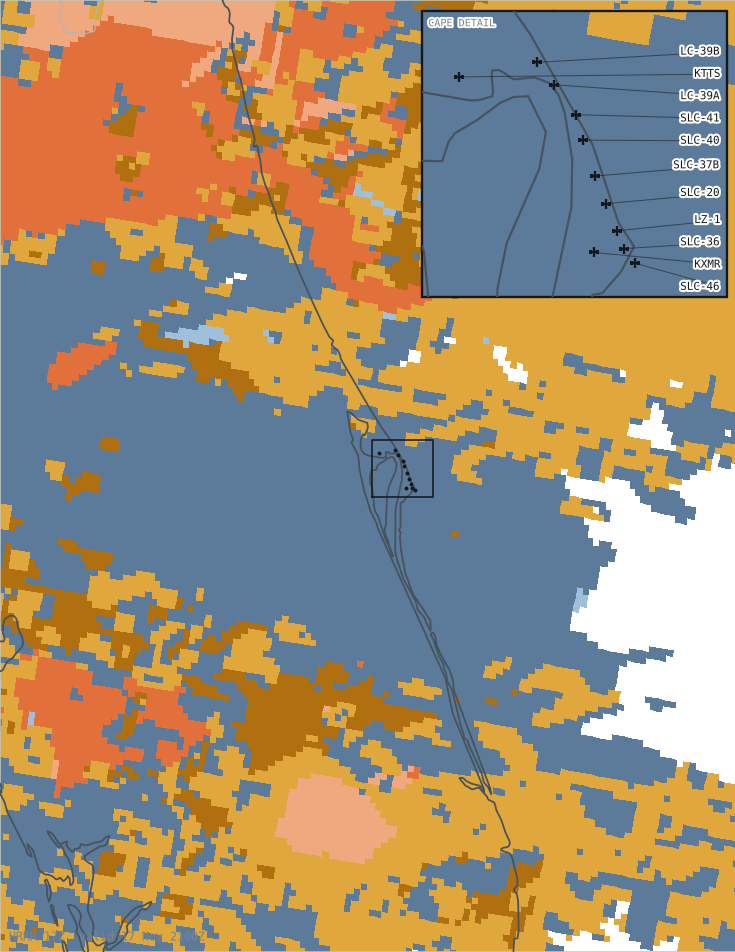 CAPE DETAIL
LC-39B
KTTS
LC-39A
SLC-41
SLC-40
SLC-37B
SLC-20
LZ-1
SLC-36
KXMR
SLC-46